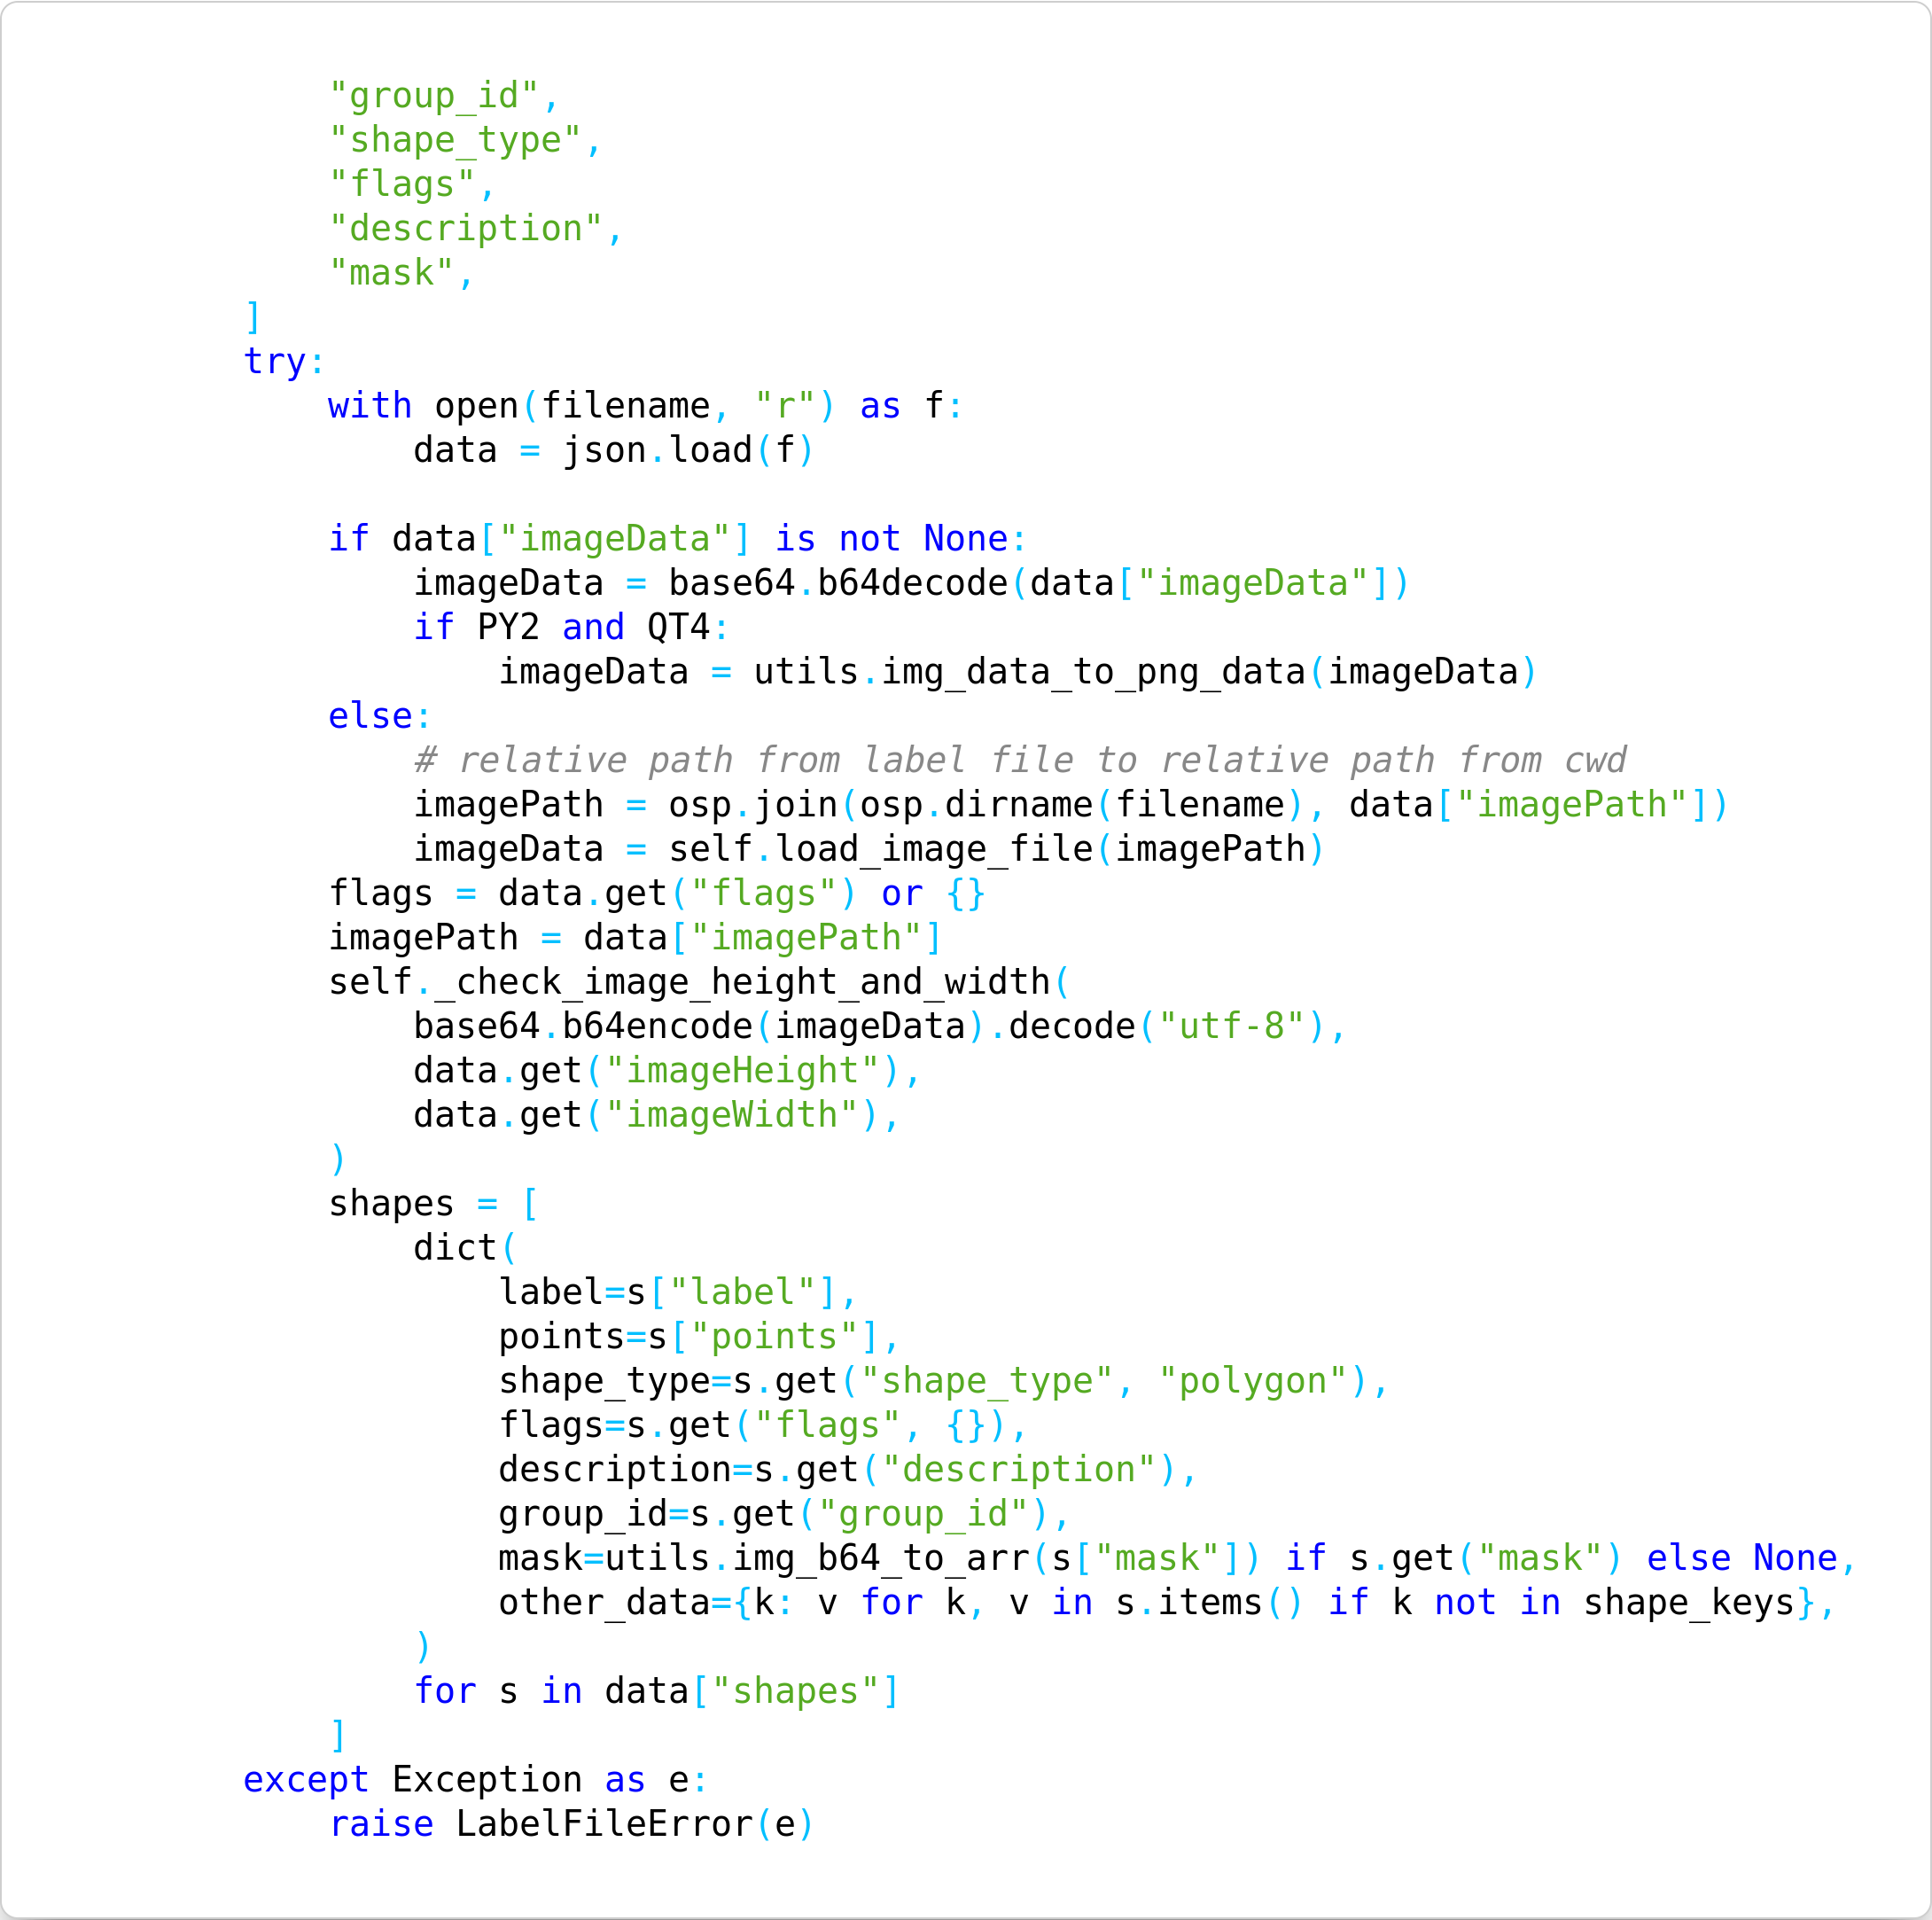 "group_id",
            "shape_type",
            "flags",
            "description",
            "mask",
        ]
        try:
            with open(filename, "r") as f:
                data = json.load(f)

            if data["imageData"] is not None:
                imageData = base64.b64decode(data["imageData"])
                if PY2 and QT4:
                    imageData = utils.img_data_to_png_data(imageData)
            else:
                # relative path from label file to relative path from cwd
                imagePath = osp.join(osp.dirname(filename), data["imagePath"])
                imageData = self.load_image_file(imagePath)
            flags = data.get("flags") or {}
            imagePath = data["imagePath"]
            self._check_image_height_and_width(
                base64.b64encode(imageData).decode("utf-8"),
                data.get("imageHeight"),
                data.get("imageWidth"),
            )
            shapes = [
                dict(
                    label=s["label"],
                    points=s["points"],
                    shape_type=s.get("shape_type", "polygon"),
                    flags=s.get("flags", {}),
                    description=s.get("description"),
                    group_id=s.get("group_id"),
                    mask=utils.img_b64_to_arr(s["mask"]) if s.get("mask") else None,
                    other_data={k: v for k, v in s.items() if k not in shape_keys},
                )
                for s in data["shapes"]
            ]
        except Exception as e:
            raise LabelFileError(e)